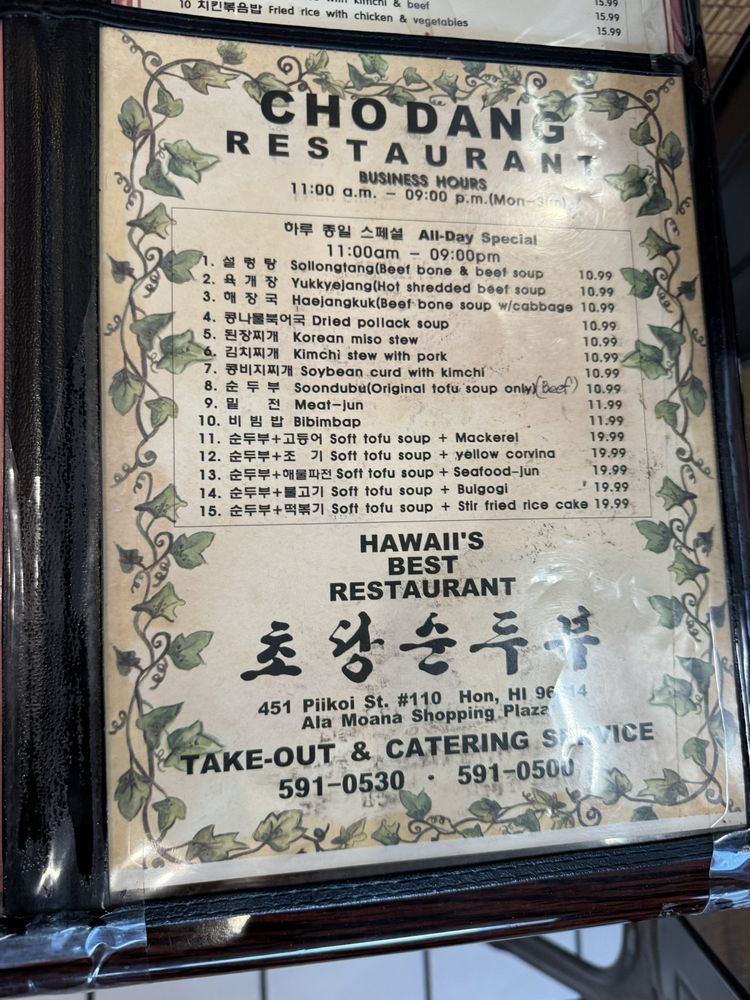 kimchi & beef 15.99
10 치킨볶음밥 Fried rice with chicken & vegetables 15.99
15.99
CHO DANG
RESTAURANT
BUSINESS HOURS
11:00 a.m. – 09:00 p.m.(Mon-
하루 종일 스페셜 All-Day Special
11:00am – 09:00pm
1. 설 렁 탕 Sollongtang(Beef bone & beef soup 10.99
2. 육 개 장 Yukkyejang(Hot shredded beef soup 10.99
3. 해 장 국 Haejangkuk(Beef bone soup w/cabbage 10.99
4. 콩나물북어국 Dried pollack soup 10.99
5. 된장찌개 Korean miso stew 10.99
6. 김치찌개 Kimchi stew with pork 10.99
7. 콩비지찌개 Soybean curd with kimchi 10.99
8. 순 두 부 Soondubu(Original tofu soup only)(Beef) 10.99
9. 밀 전 Meat-jun 11.99
10. 비 빔 밥 Bibimbap 11.99
11. 순두부+고등어 Soft tofu soup + Mackerel 19.99
12. 순두부+조 기 Soft tofu soup + yellow corvina 19.99
13. 순두부+해물파전 Soft tofu soup + Seafood-jun 19.99
14. 순두부+불고기 Soft tofu soup + Bulgogi 19.99
15. 순두부+떡볶기 Soft tofu soup + Stir fried rice cake 19.99
HAWAII'S
BEST
RESTAURANT
초당순두부
451 Piikoi St. #110 Hon, HI
Ala Moana Shopping Plaza
TAKE-OUT & CATERING SERVICE
591-0530 · 591-0500